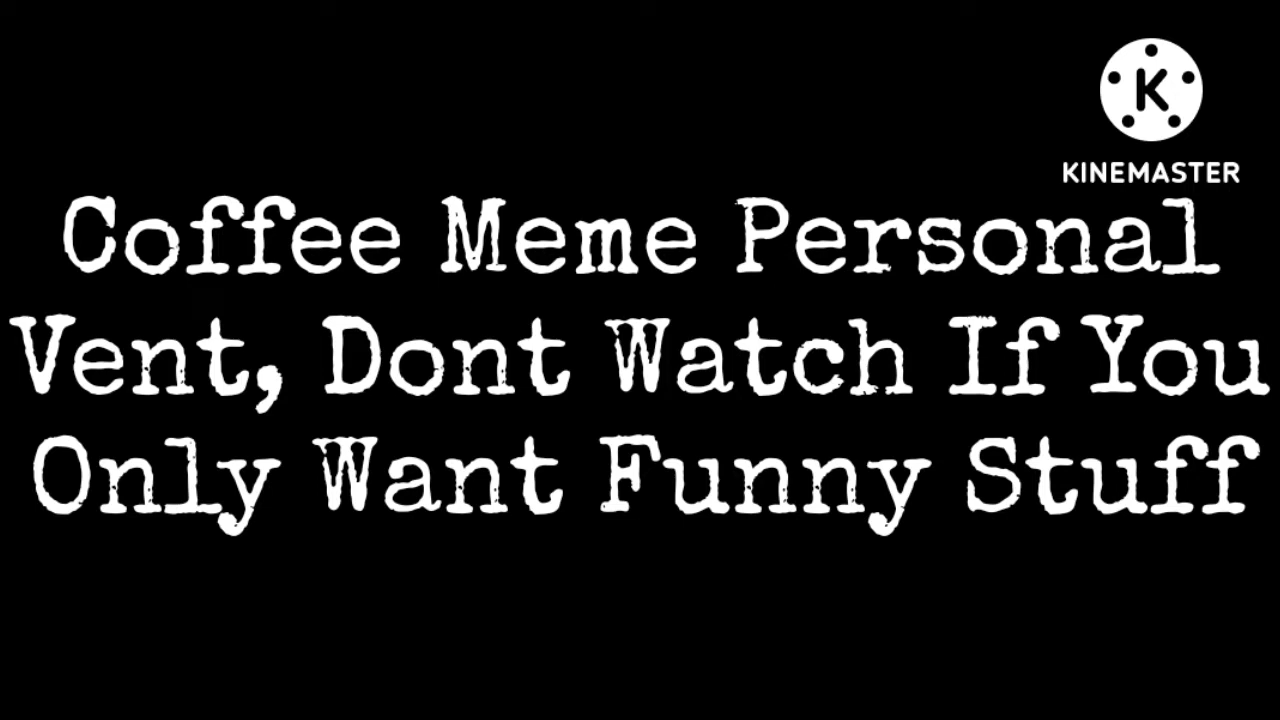 K
KINEMASTER
Coffee Meme Personal
Vent, Dont Watch If You
Only Want Funny Stuff